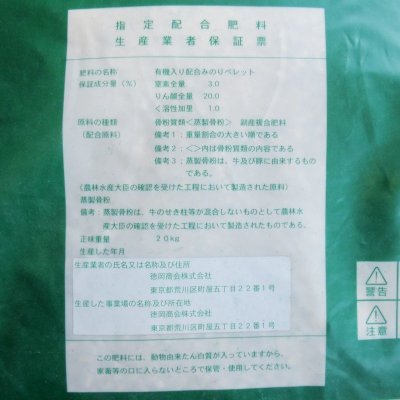 指定配合肥料
生産業者保証票
肥料の名称 有機入り配合みのりペレット
保証成分量(%) 窒素全量 3.0
りん酸全量 20.0
く溶性加里 1.0
原料の種類 骨粉質類<蒸製骨粉> 副産複合肥料
(配合原料) 備考1;重量割合の大きい順である
備考2;<>内は骨粉質類の内容である
備考3;蒸製骨粉は、牛及び豚に由来するもの
である。
(農林水産大臣の確認を受けた工程において製造された原料)
蒸製骨粉
備考:蒸製骨粉は、牛のせき柱等が混合しないものとして農林水
産大臣の確認を受けた工程において製造されたものである。
正味重量 20kg
生産した年月
生産業者の氏名又は名称及び住所
徳岡商会株式会社
東京都荒川区町屋五丁目22番1号
生産した事業場の名称及び所在地
徳岡商会株式会社
東京都荒川区町屋五丁目22番1号
この肥料には、動物由来たん白質が入っていますから、
家畜等の口に入らないところで保管・使用してください。
警告
注意